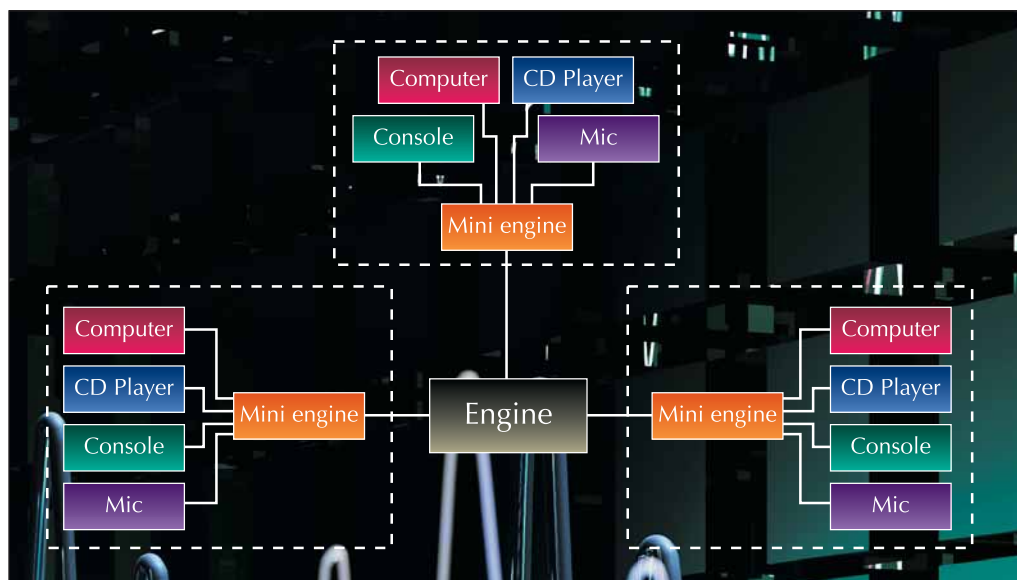 Computer
CD Player
Console
Mic
Mini engine
Computer
CD Player
Console
Mic
Mini engine
Engine
Mini engine
Computer
CD Player
Console
Mic